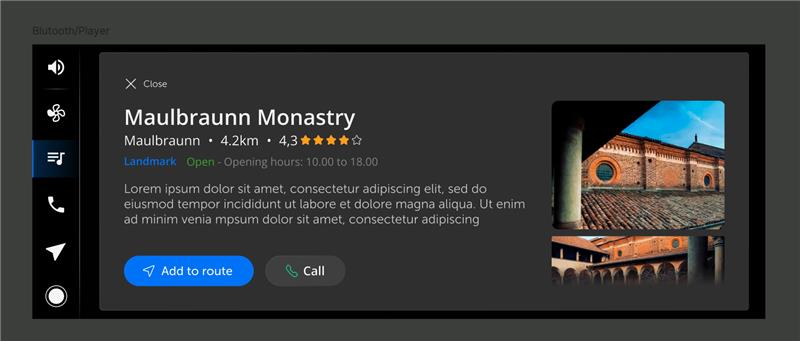 Blutooth/Player
Close
Maulbraunn Monastry
Maulbraunn • 4.2km • 4,3
Landmark Open - Opening hours: 10.00 to 18.00
Lorem ipsum dolor sit amet, consectetur adipiscing elit, sed do
eiusmod tempor incididunt ut labore et dolore magna aliqua. Ut enim
ad minim venia mpsum dolor sit amet, consectetur adipiscing
Add to route
Call